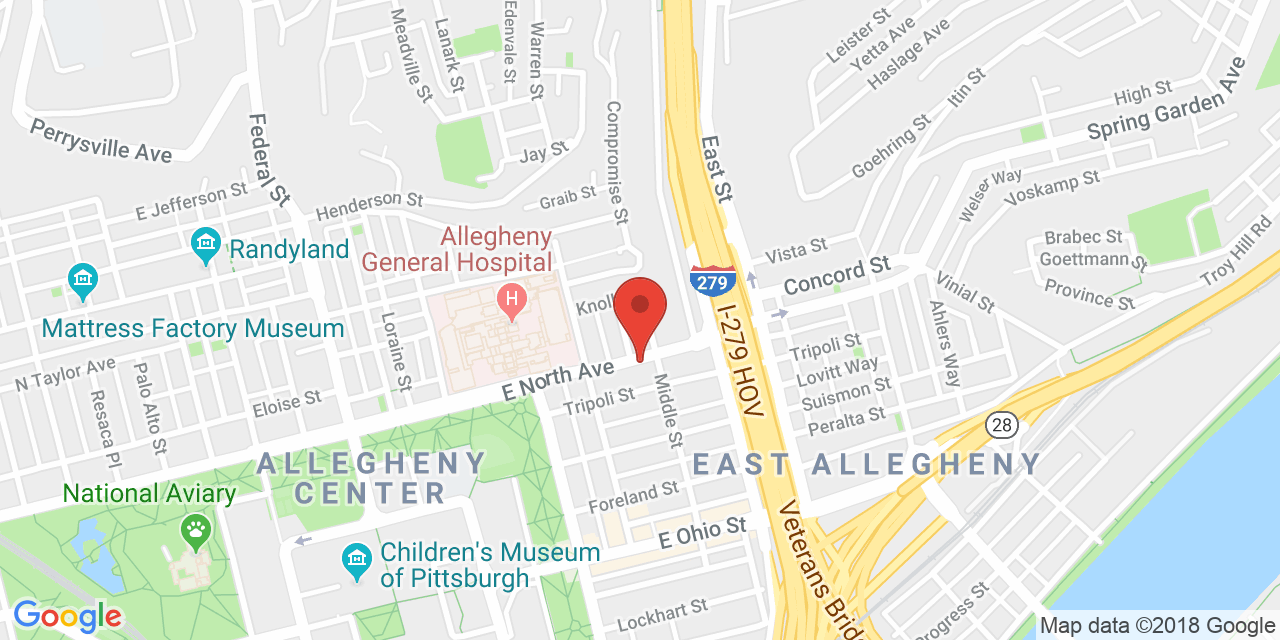 Leister St
Yetta Ave
Haslage Ave
Meadville St
Lanark St
Edenvale St
Warren St
Compromise St
Itin St
High St
Spring Garden Ave
Perrysville Ave
Federal St
East St
Goehring St
Jay St
Graib St
E Jefferson St
Henderson St
Welser Way
Voskamp St
Allegheny
General Hospital
H
Randyland
Vista St
Concord St
Brabec St
Goettmann St
Province St
Troy Hill Rd
279
I-279 HOV
Knoll
Vinial St
Ahlers Way
Mattress Factory Museum
Loraine St
N Taylor Ave
Palo Alto St
Resaca Pl
Eloise St
E North Ave
Tripoli St
Middle St
Tripoli St
Lovitt Way
Suismon St
Peralta St
28
ALLEGHENY
CENTER
EAST ALLEGHENY
National Aviary
Foreland St
E Ohio St
Veterans Brid
Children's Museum
of Pittsburgh
Lockhart St
Progress St
Google
Map data ©2018 Google